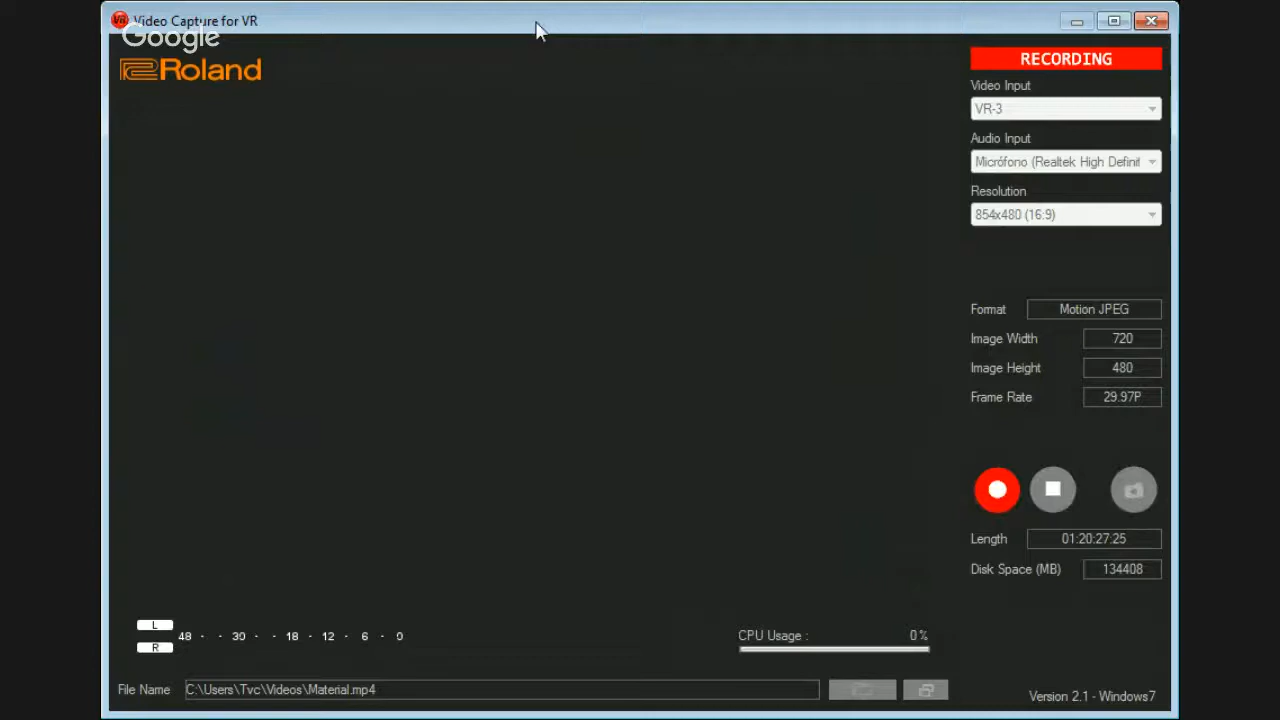 Video Capture for VR
Google
Roland
RECORDING
Video Input
VR-3
Audio Input
Micrófono (Realtek High Definit
Resolution
854x480 (16:9)
Format
Motion JPEG
Image Width
720
Image Height
480
Frame Rate
29.97P
Length
01:20:27.25
Disk Space (MB)
134408
L
48 - - 30 - - 18 - 12 - 6 - 0
R
CPU Usage : 0 %
File Name
C:\Users\Tvc\Videos\Material.mp4
Version 2.1 - Windows7